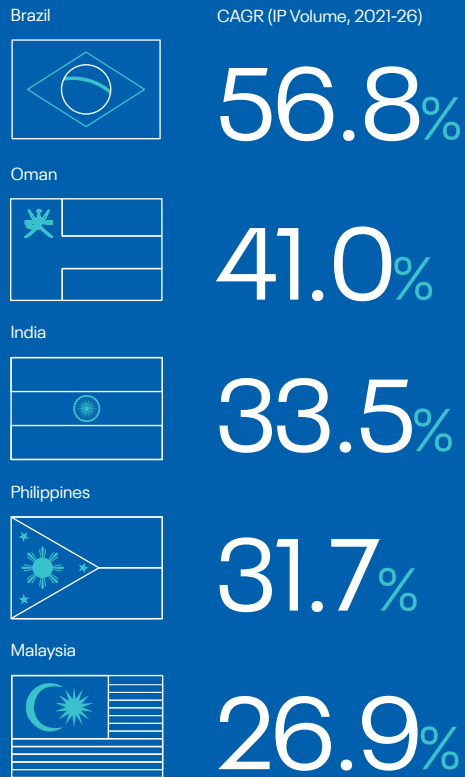 Brazil
CAGR (IP Volume, 2021-26)
56.8%
Oman
41.0%
India
33.5%
Philippines
31.7%
Malaysia
26.9%